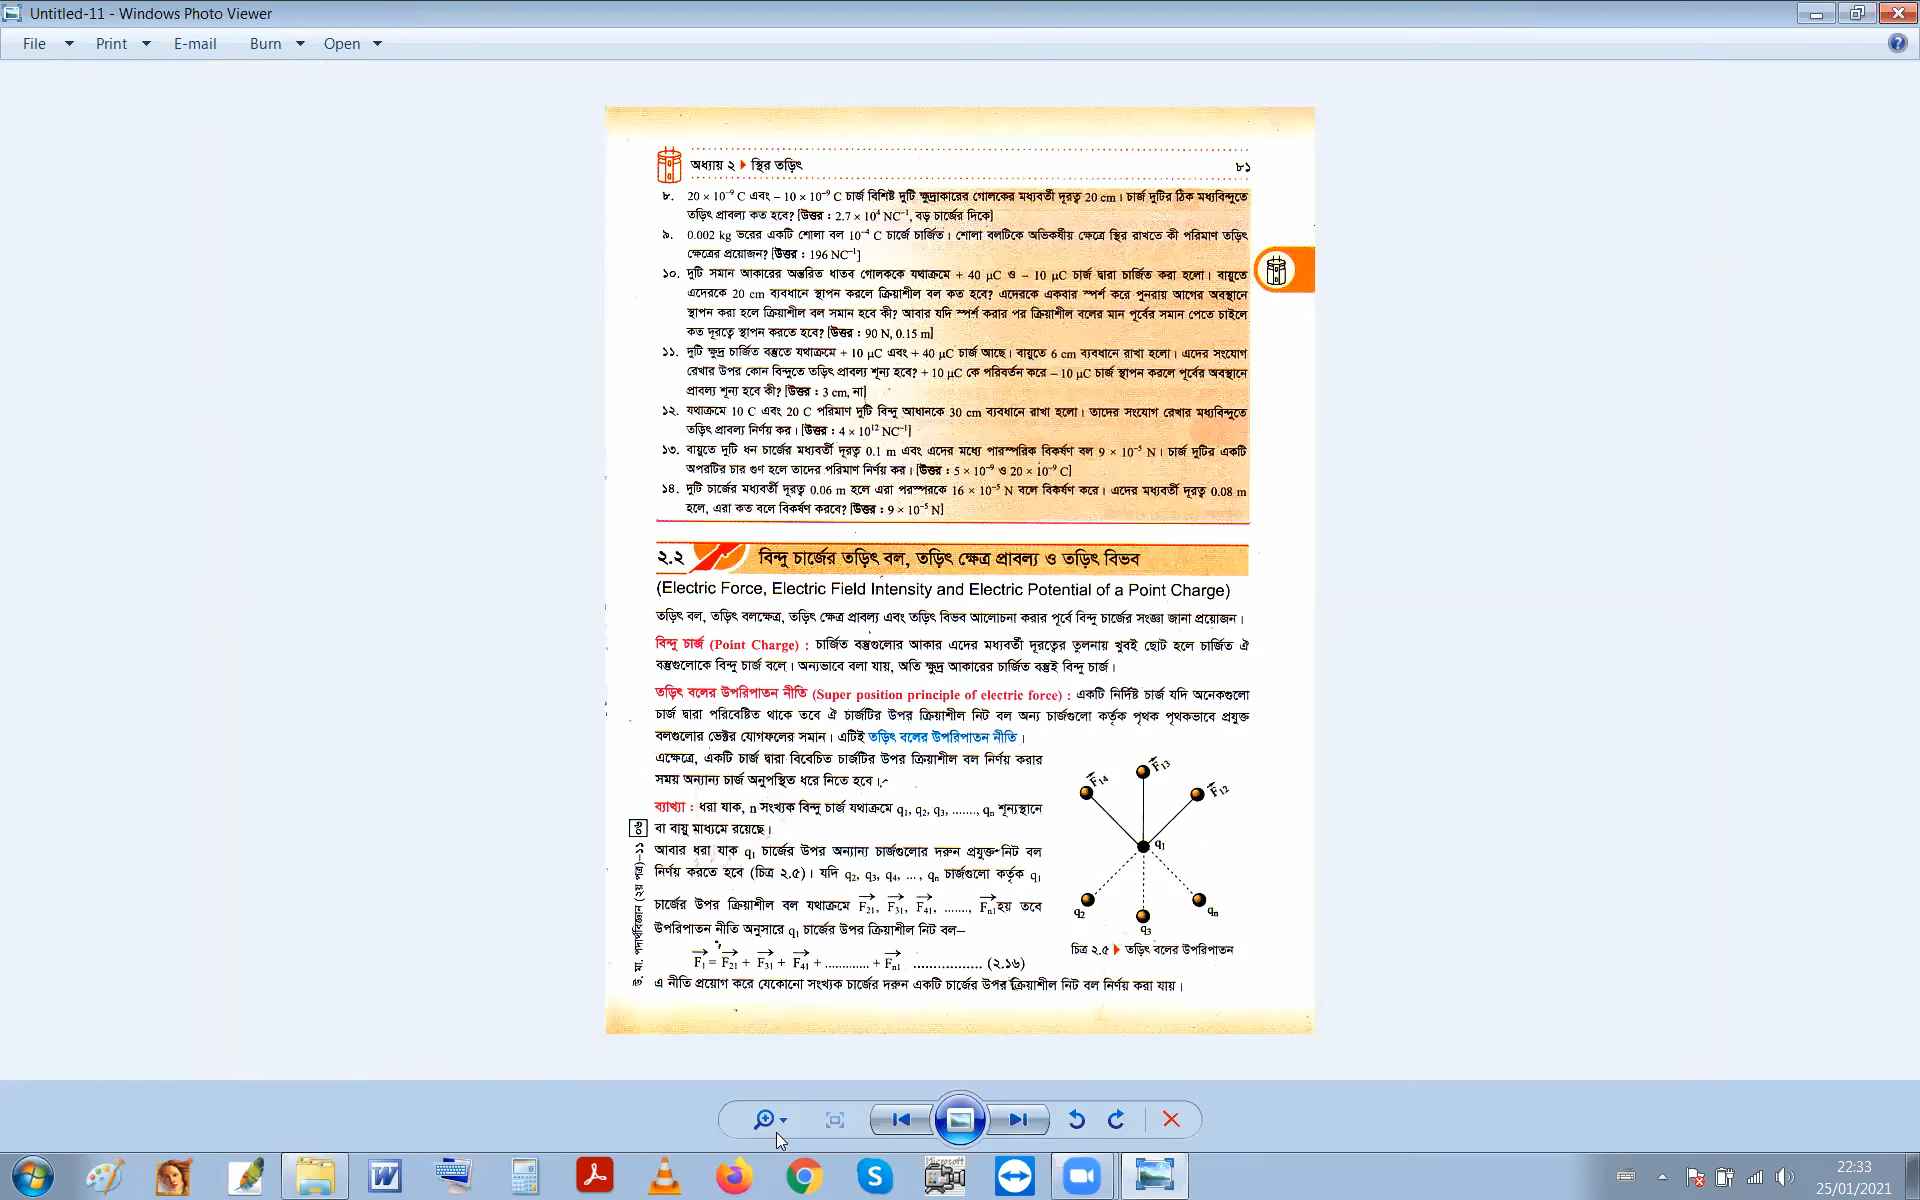 Untitled-11 - Windows Photo Viewer
File Print E-mail Burn Open
অধ্যায় ২ স্থির তড়িৎ ৮১
৮. 20 × 10⁻⁹ C এবং – 10 × 10⁻⁹ C চার্জ বিশিষ্ট দুটি ক্ষুদ্রাকারের গোলকের মধ্যবর্তী দূরত্ব 20 cm। চার্জ দুটির ঠিক মধ্যবিন্দুতে
তড়িৎ প্রাবল্য কত হবে? [উত্তর : 2.7 × 10⁴ NC⁻¹, বড় চার্জের দিকে]
৯. 0.002 kg ভরের একটি শোলা বল 10⁻⁴ C চার্জে চার্জিত। শোলা বলটিকে অভিকর্ষীয় ক্ষেত্রে স্থির রাখতে কী পরিমাণ তড়িৎ
ক্ষেত্রের প্রয়োজন? [উত্তর : 196 NC⁻¹]
১০. দুটি সমান আকারের অন্তরিত ধাতব গোলককে যথাক্রমে + 40 μC ও – 10 μC চার্জ দ্বারা চার্জিত করা হলো। বায়ুতে
এদেরকে 20 cm ব্যবধানে স্থাপন করলে ক্রিয়াশীল বল কত হবে? এদেরকে একবার স্পর্শ করে পুনরায় আগের অবস্থানে
স্থাপন করা হলে ক্রিয়াশীল বল সমান হবে কী? আবার যদি স্পর্শ করার পর ক্রিয়াশীল বলের মান পূর্বের সমান পেতে চাইলে
কত দূরত্বে স্থাপন করতে হবে? [উত্তর : 90 N, 0.15 m]
১১. দুটি ক্ষুদ্র চার্জিত বস্তুতে যথাক্রমে + 10 μC এবং + 40 μC চার্জ আছে। বায়ুতে 6 cm ব্যবধানে রাখা হলো। এদের সংযোগ
রেখার উপর কোন বিন্দুতে তড়িৎ প্রাবল্য শূন্য হবে? + 10 μC কে পরিবর্তন করে – 10 μC চার্জ স্থাপন করলে পূর্বের অবস্থানে
প্রাবল্য শূন্য হবে কী? [উত্তর : 3 cm, না]
১২. যথাক্রমে 10 C এবং 20 C পরিমাণ দুটি বিন্দু আধানকে 30 cm ব্যবধানে রাখা হলো। তাদের সংযোগ রেখার মধ্যবিন্দুতে
তড়িৎ প্রাবল্য নির্ণয় কর। [উত্তর : 4 × 10¹² NC⁻¹]
১৩. বায়ুতে দুটি ধন চার্জের মধ্যবর্তী দূরত্ব 0.1 m এবং এদের মধ্যে পারস্পরিক বিকর্ষণ বল 9 × 10⁻⁵ N। চার্জ দুটির একটি
অপরটির চার গুণ হলে তাদের পরিমাণ নির্ণয় কর। [উত্তর : 5 × 10⁻⁹ ও 20 × 10⁻⁹ C]
১৪. দুটি চার্জের মধ্যবর্তী দূরত্ব 0.06 m হলে এরা পরস্পরকে 16 × 10⁻⁵ N বলে বিকর্ষণ করে। এদের মধ্যবর্তী দূরত্ব 0.08 m
হলে, এরা কত বলে বিকর্ষণ করবে? [উত্তর : 9 × 10⁻⁵ N]
২.২ বিন্দু চার্জের তড়িৎ বল, তড়িৎ ক্ষেত্র প্রাবল্য ও তড়িৎ বিভব
(Electric Force, Electric Field Intensity and Electric Potential of a Point Charge)
তড়িৎ বল, তড়িৎ বলক্ষেত্র, তড়িৎ ক্ষেত্র প্রাবল্য এবং তড়িৎ বিভব আলোচনা করার পূর্বে বিন্দু চার্জের সংজ্ঞা জানা প্রয়োজন।
বিন্দু চার্জ (Point Charge) : চার্জিত বস্তুগুলোর আকার এদের মধ্যবর্তী দূরত্বের তুলনায় খুবই ছোট হলে চার্জিত ঐ
বস্তুগুলোকে বিন্দু চার্জ বলে। অন্যভাবে বলা যায়, অতি ক্ষুদ্র আকারের চার্জিত বস্তুই বিন্দু চার্জ।
তড়িৎ বলের উপরিপাতন নীতি (Super position principle of electric force) : একটি নির্দিষ্ট চার্জ যদি অনেকগুলো
চার্জ দ্বারা পরিবেষ্টিত থাকে তবে ঐ চার্জটির উপর ক্রিয়াশীল নিট বল অন্য চার্জগুলো কর্তৃক পৃথক পৃথকভাবে প্রযুক্ত
বলগুলোর ভেক্টর যোগফলের সমান। এটিই তড়িৎ বলের উপরিপাতন নীতি।
এক্ষেত্রে, একটি চার্জ দ্বারা বিবেচিত চার্জটির উপর ক্রিয়াশীল বল নির্ণয় করার
সময় অন্যান্য চার্জ অনুপস্থিত ধরে নিতে হবে।
ব্যাখ্যা : ধরা যাক, n সংখ্যক বিন্দু চার্জ যথাক্রমে q₁, q₂, q₃, ......., qₙ শূন্যস্থানে
বা বায়ু মাধ্যমে রয়েছে।
আবার ধরা যাক q₁ চার্জের উপর অন্যান্য চার্জগুলোর দরুন প্রযুক্ত নিট বল
নির্ণয় করতে হবে (চিত্র ২.৫)। যদি q₂, q₃, q₄, ..., qₙ চার্জগুলো কর্তৃক q₁
চার্জের উপর ক্রিয়াশীল বল যথাক্রমে F⃗₂₁, F⃗₃₁, F⃗₄₁, ......., F⃗ₙ₁ হয় তবে
উপরিপাতন নীতি অনুসারে q₁ চার্জের উপর ক্রিয়াশীল নিট বল–
F⃗₁ = F⃗₂₁ + F⃗₃₁ + F⃗₄₁ + ............ + F⃗ₙ₁ ................. (২.১৬)
এ নীতি প্রয়োগ করে যেকোনো সংখ্যক চার্জের দরুন একটি চার্জের উপর ক্রিয়াশীল নিট বল নির্ণয় করা যায়।
F⃗₁₄ F⃗₁₃ F⃗₁₂
q₁
q₂ q₃ qₙ
চিত্র ২.৫ তড়িৎ বলের উপরিপাতন
উ. মা. পদার্থবিজ্ঞান (২য় পত্র)–১১
22:33
25/01/2021